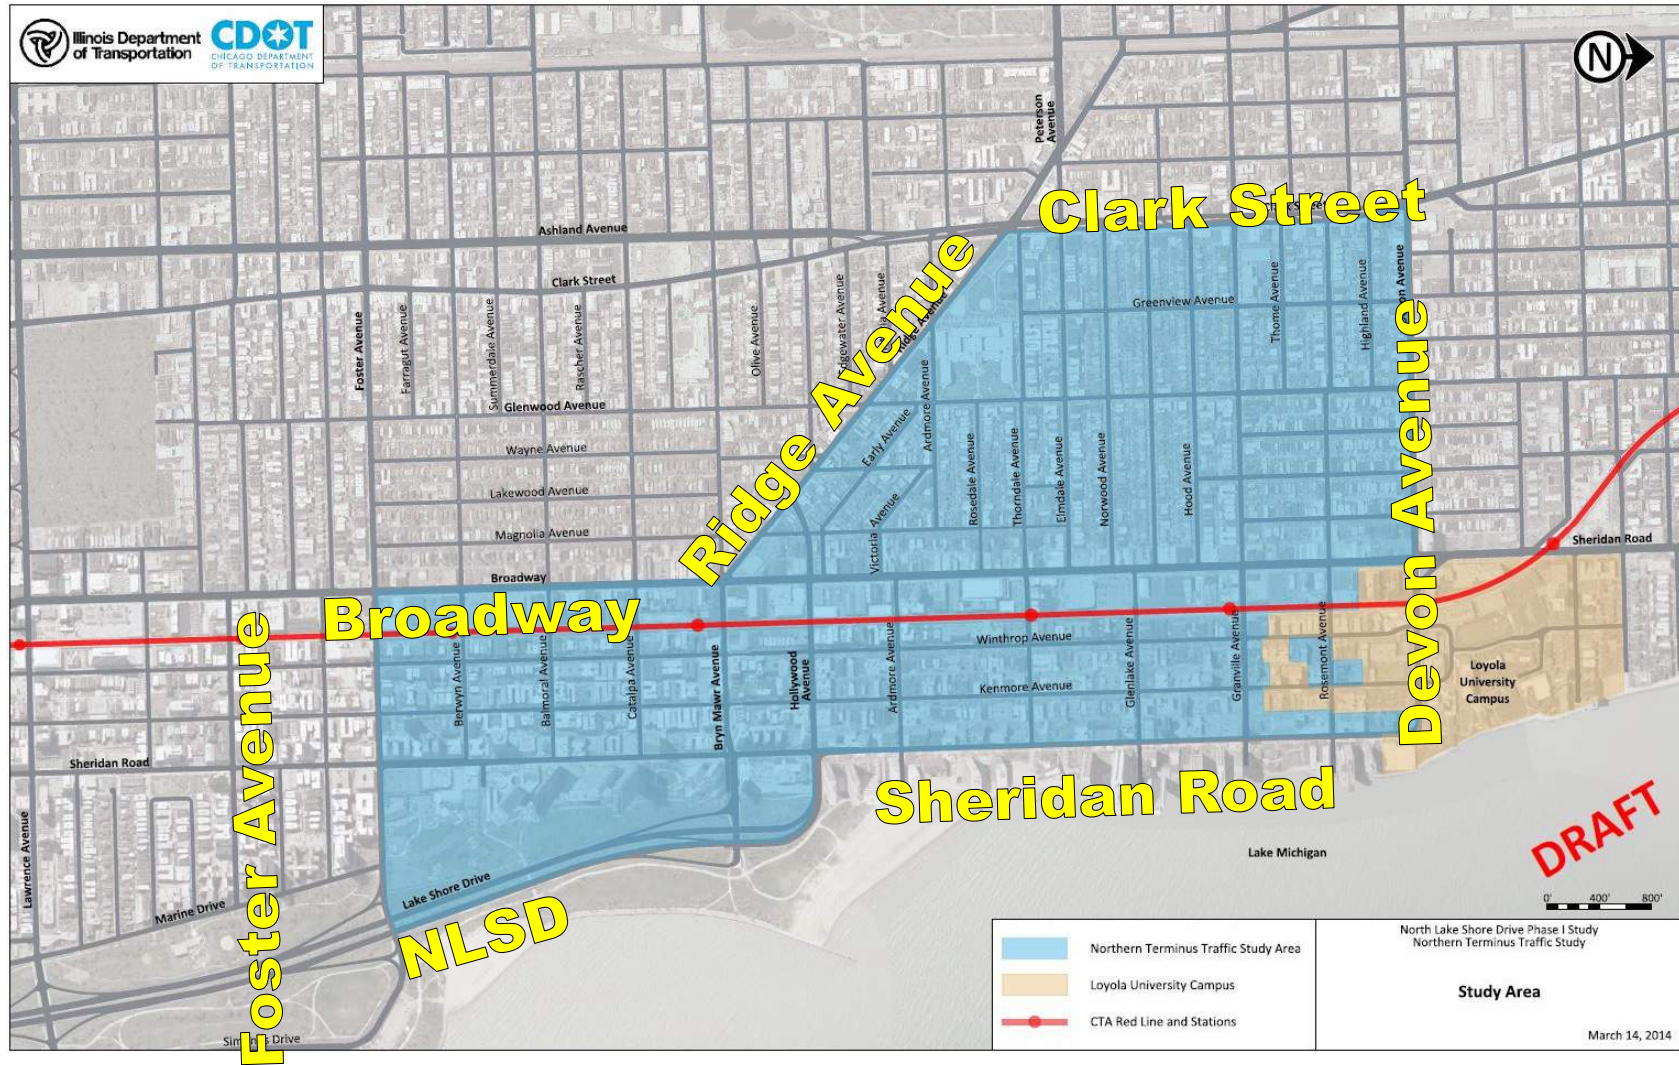 Illinois Department
of Transportation
CDOT
CHICAGO DEPARTMENT
OF TRANSPORTATION
N
Peterson
Avenue
Clark Street
Ashland Avenue
Clark Street
Ridge Avenue
Devon Avenue
Foster Avenue
Farragut Avenue
Summerdale Avenue
Rascher Avenue
Olive Avenue
Edgewater Avenue
Ridge Avenue
Greenview Avenue
Thome Avenue
Highland Avenue
Glenwood Avenue
Wayne Avenue
Lakewood Avenue
Magnolia Avenue
Broadway
Early Avenue
Ardmore Avenue
Victoria Avenue
Rosedale Avenue
Thorndale Avenue
Elmdale Avenue
Norwood Avenue
Hood Avenue
Sheridan Road
Broadway
Foster Avenue
Berwyn Avenue
Balmoral Avenue
Catalpa Avenue
Bryn Mawr Avenue
Hollywood
Avenue
Ardmore Avenue
Winthrop Avenue
Kenmore Avenue
Glenlake Avenue
Granville Avenue
Rosemont Avenue
Loyola
University
Campus
Sheridan Road
Sheridan Road
Lawrence Avenue
Marine Drive
Lake Shore Drive
NLSD
Lake Michigan
DRAFT
0' 400' 800'
Northern Terminus Traffic Study Area
Loyola University Campus
CTA Red Line and Stations
North Lake Shore Drive Phase I Study
Northern Terminus Traffic Study
Study Area
March 14, 2014